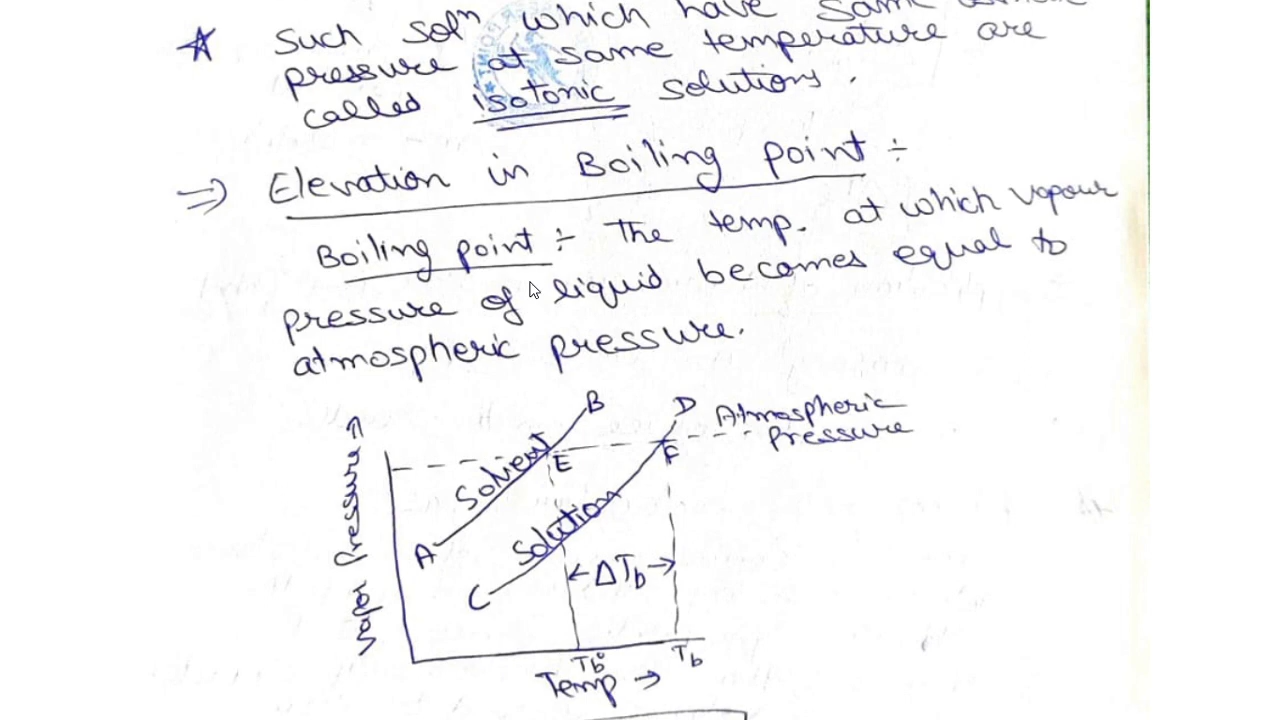 ☆ Such solⁿ which have same
pressure at same temperature are
called isotonic solutions.
⇒ Elevation in Boiling point ÷
Boiling point ÷ The temp. at which vapour
pressure of liquid becomes equal to
atmospheric pressure.
B
D
Atmospheric
Pressure
E
F
Solvent
Solution
A
C
Vapor Pressure →
← ΔTb →
Tb°
Tb
Temp →